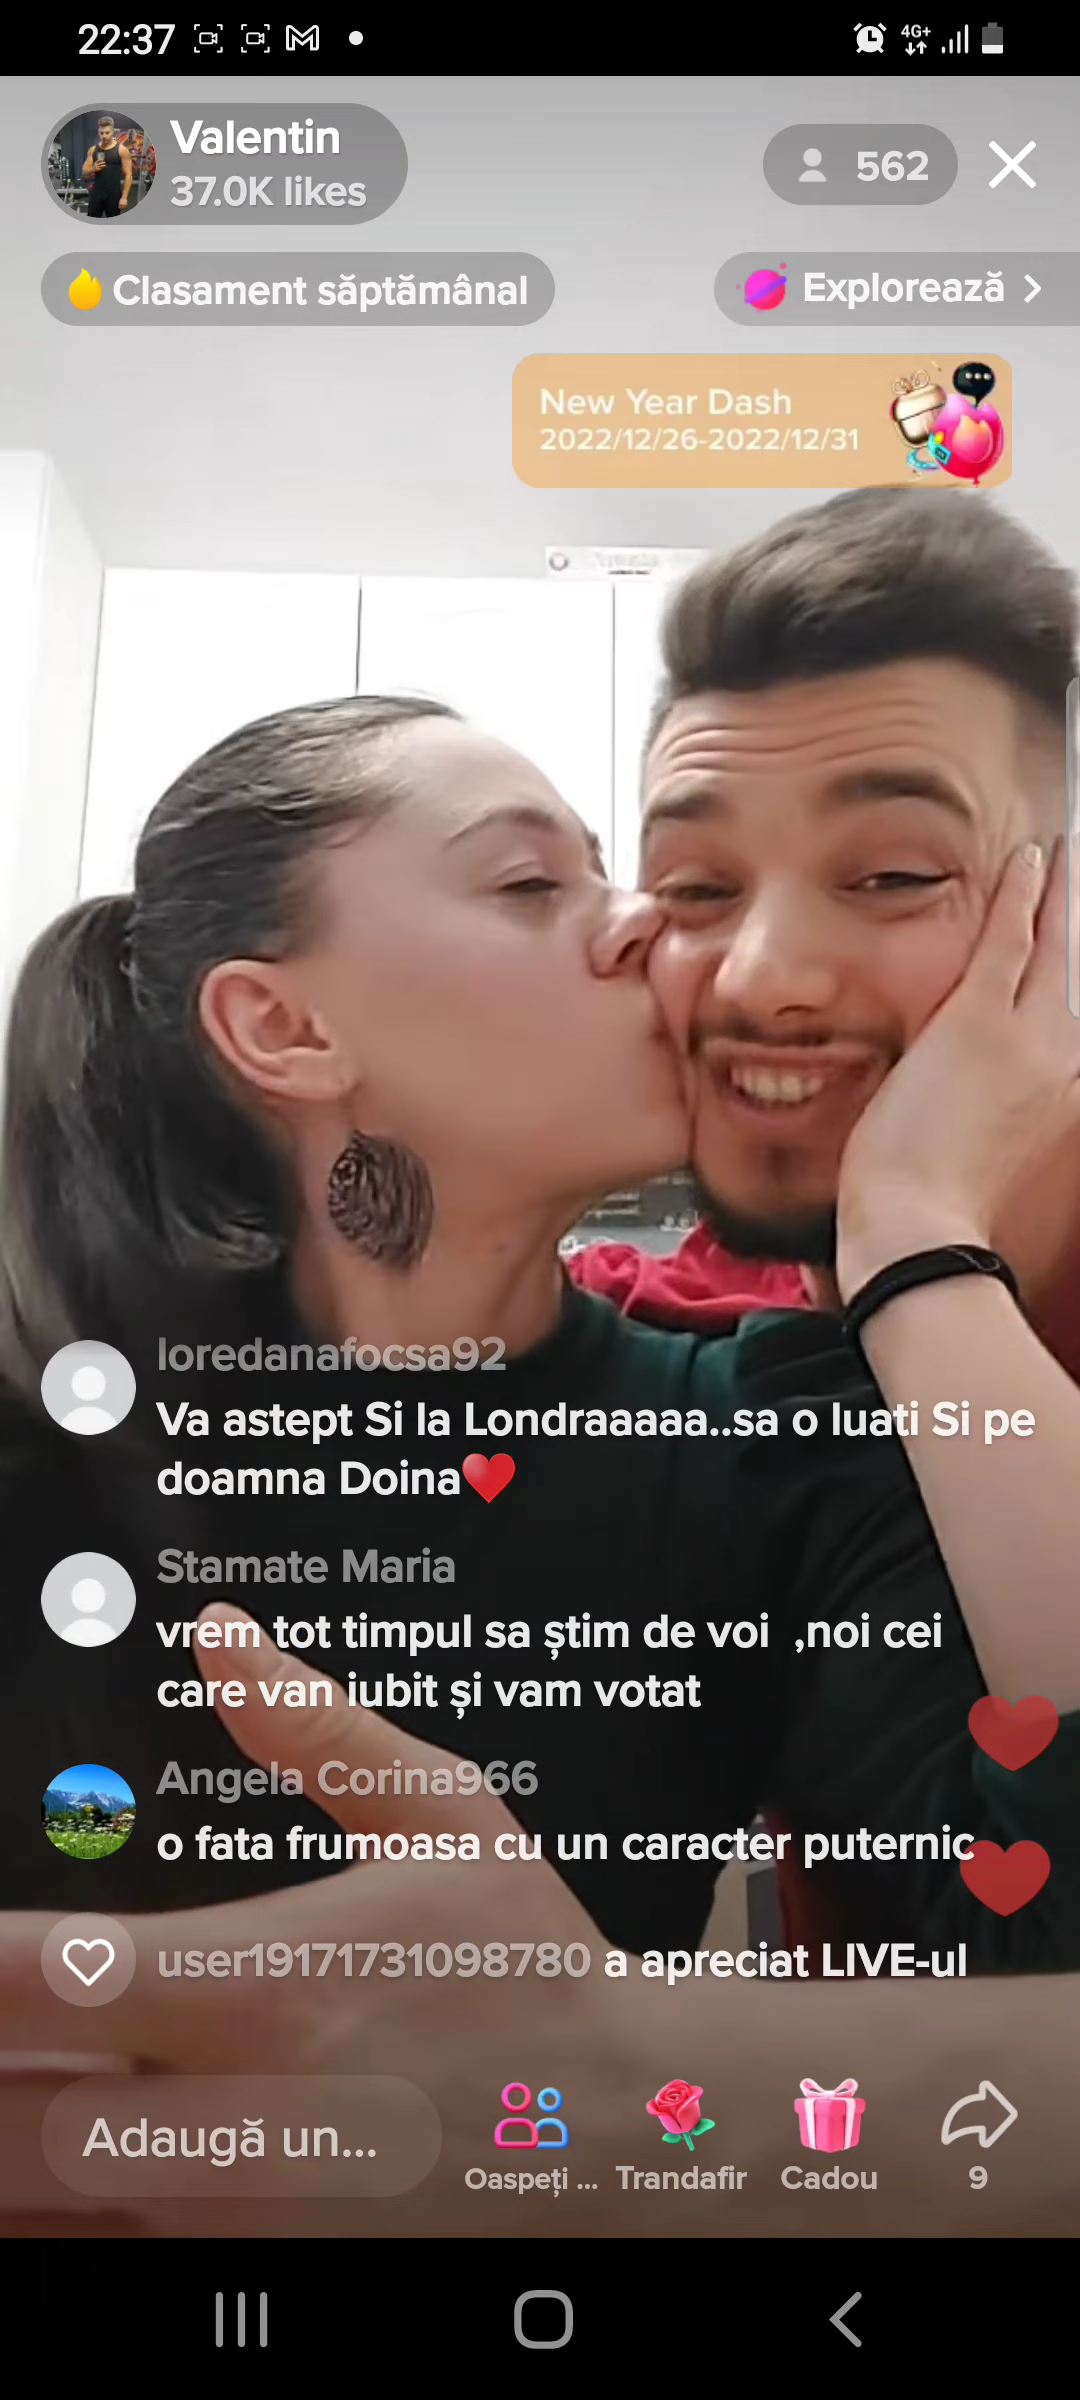 22:37
4G+
Valentin
37.0K likes
562
Clasament săptămânal
Explorează
New Year Dash
2022/12/26-2022/12/31
loredanafocsa92
Va astept Si la Londraaaaa..sa o luati Si pe
doamna Doina
Stamate Maria
vrem tot timpul sa știm de voi ,noi cei
care van iubit și vam votat
Angela Corina966
o fata frumoasa cu un caracter puternic
user19171731098780 a apreciat LIVE-ul
Adaugă un...
Oaspeți ...
Trandafir
Cadou
9